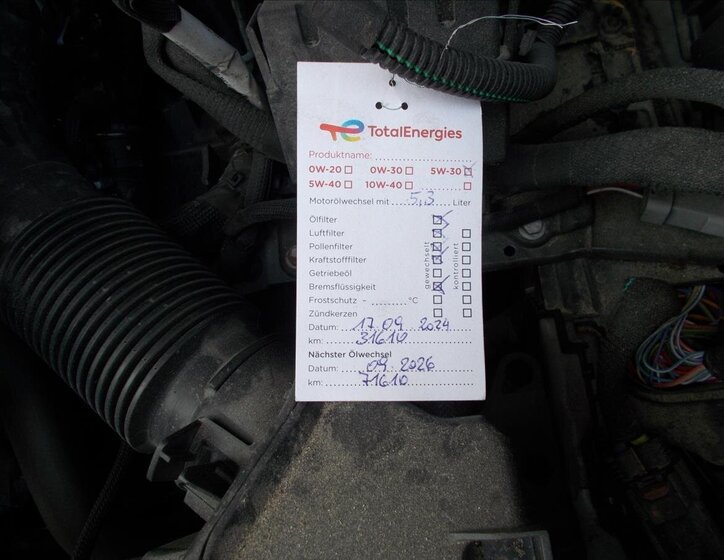 TotalEnergies
Produktname:
0W-20 0W-30 5W-30
5W-40 10W-40
Motorölwechsel mit 5,3 Liter
Ölfilter
Luftfilter
Pollenfilter
Kraftstofffilter
Getriebeöl
Bremsflüssigkeit
Frostschutz - °C
Zündkerzen
gewechselt
kontrolliert
Datum: 17.09.2024
km: 31610
Nächster Ölwechsel
Datum: 09.2026
km: 71610